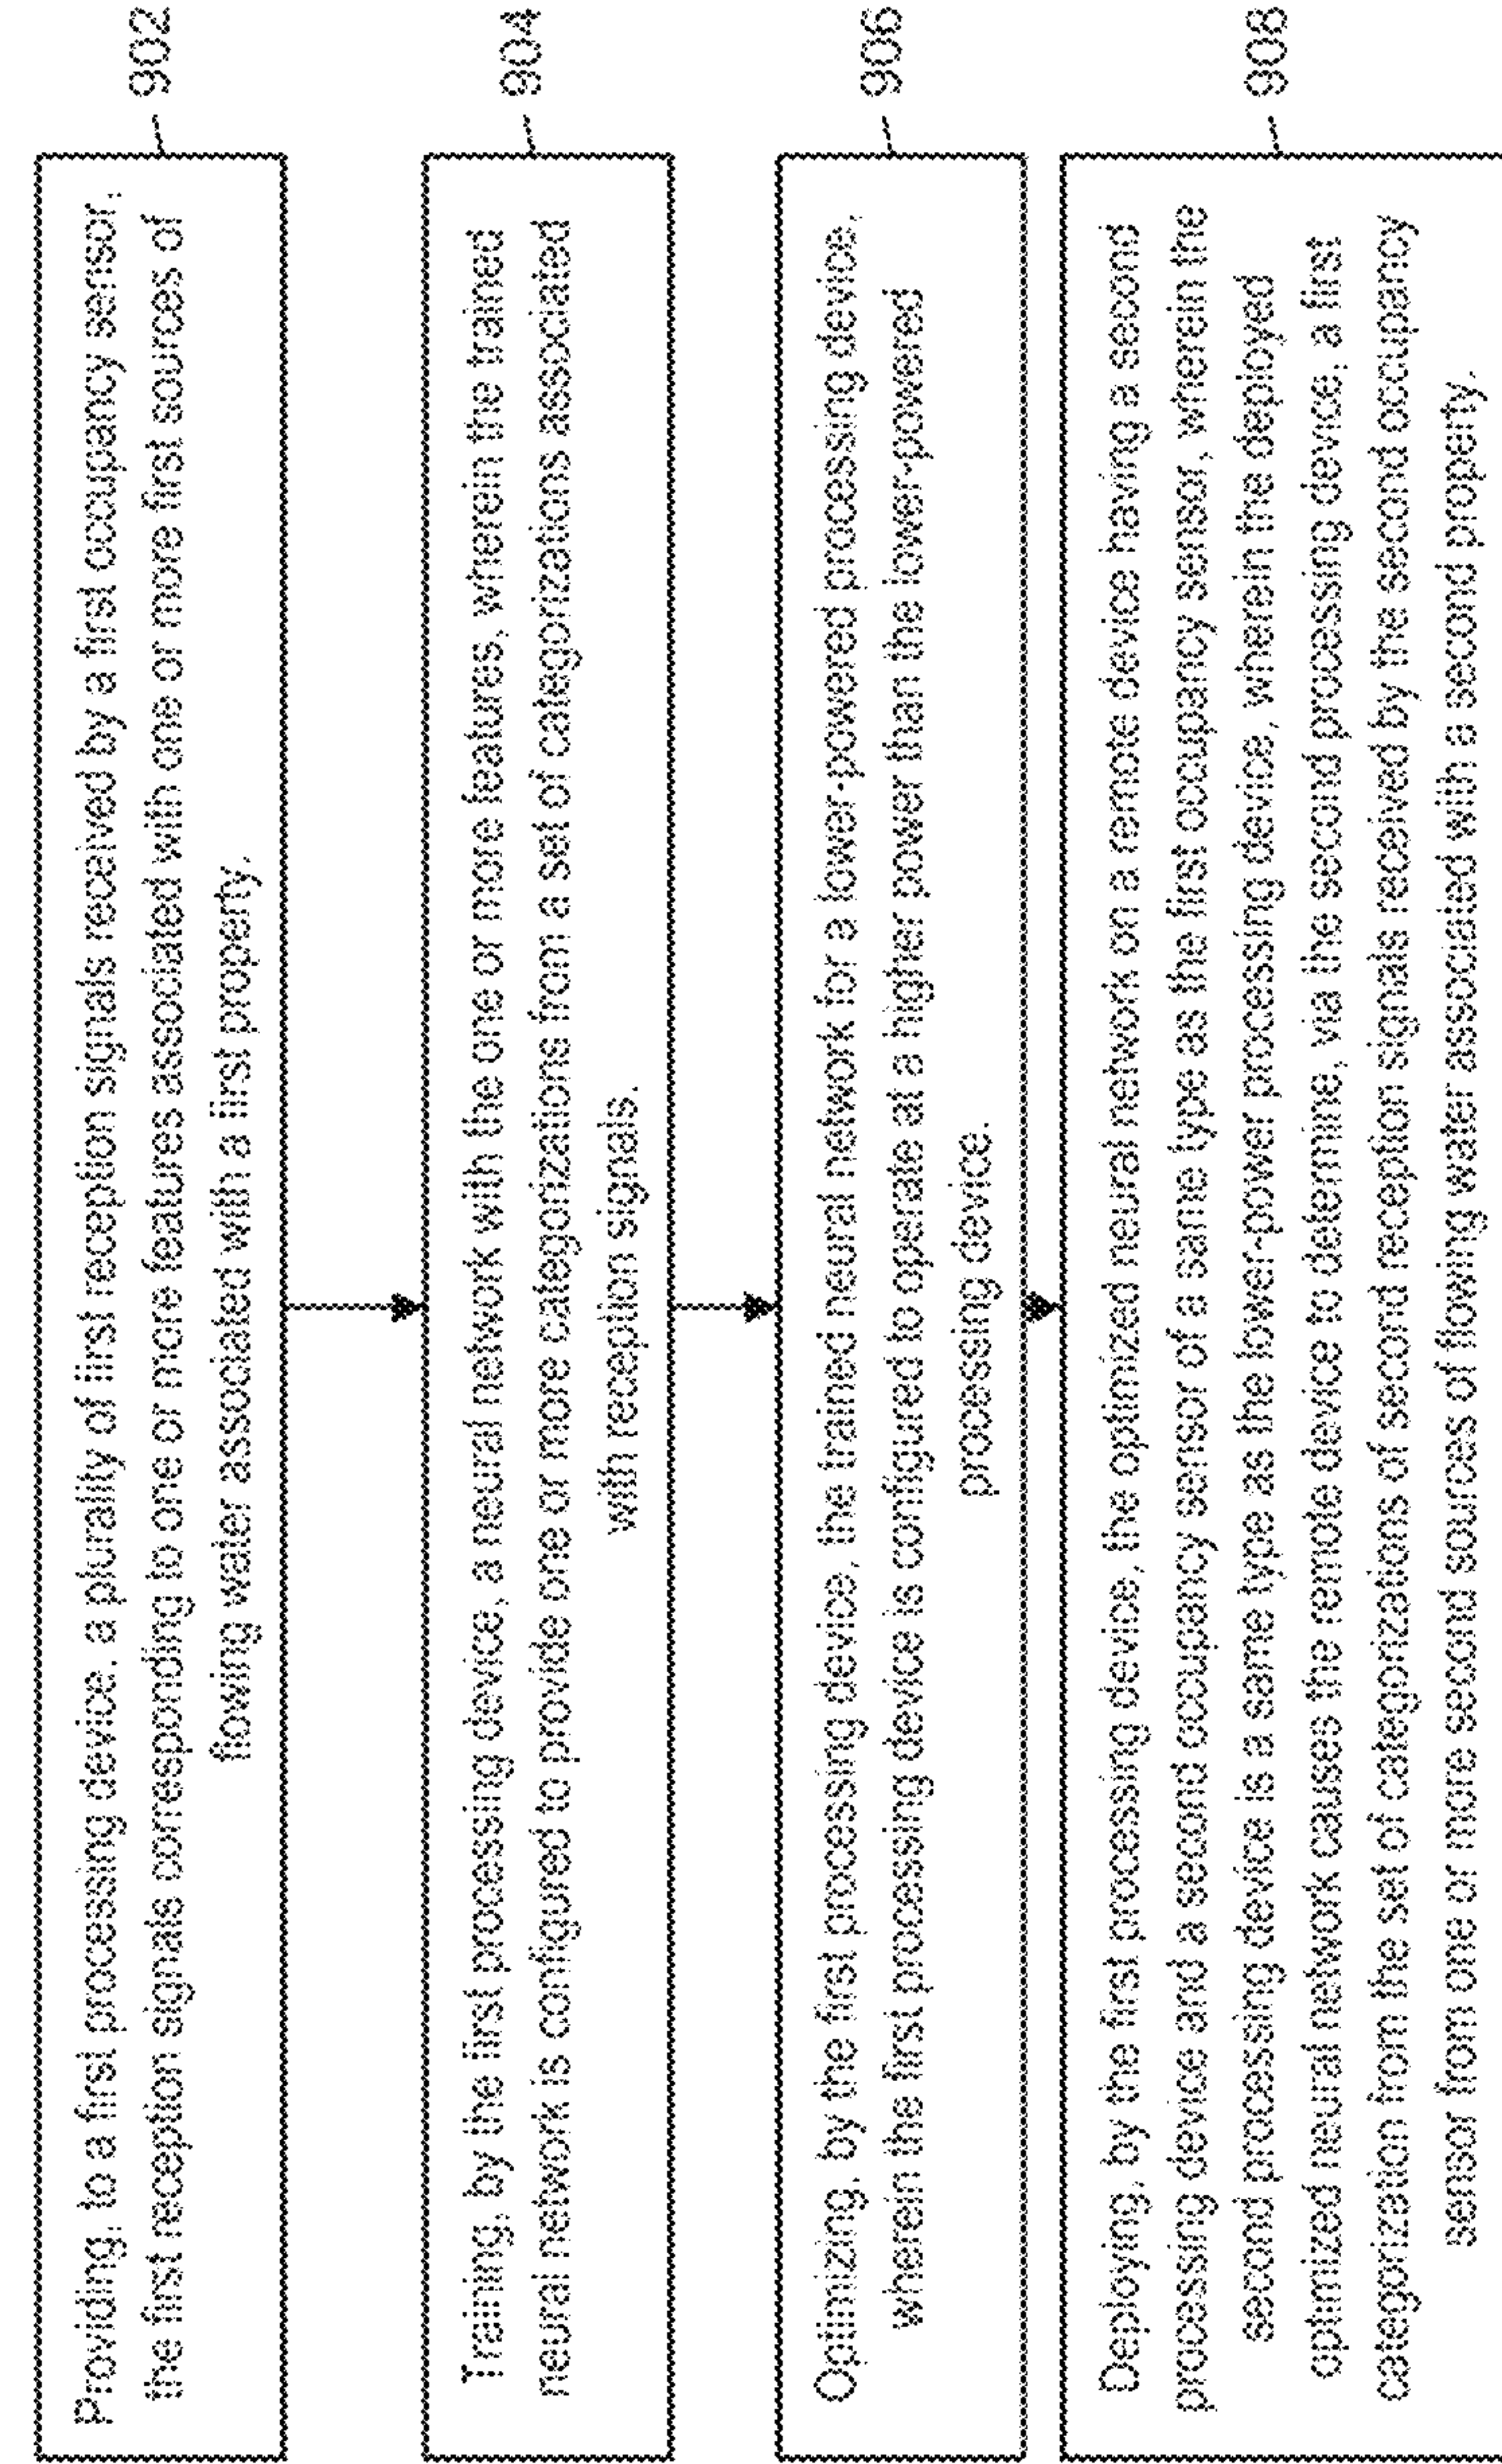 Providing, to a first processing device, a plurality of first reception signals received by a first occupancy sensor,
the first reception signals corresponding to one or more features associated with one or more first sources of
flowing water associated with a first property.
902
Training, by the first processing device, a neural network with the one or more features, wherein the trained
neural network is configured to provide one or more categorizations from a set of categorizations associated
with reception signals.
904
Optimizing, by the first processing device, the trained neural network for a lower-powered processing device,
wherein the first processing device is configured to operate at a higher power than the lower-powered
processing device.
906
Deploying, by the first processing device, the optimized neural network on a remote device having a second
processing device and a second occupancy sensor of a same type as the first occupancy sensor, wherein the
second processing device is a same type as the lower-power processing device, wherein the deployed
optimized neural network causes the remote device to determine, via the second processing device, a first
categorization from the set of categorizations of second reception signals received by the second occupancy
sensor from one or more second sources of flowing water associated with a second property.
908